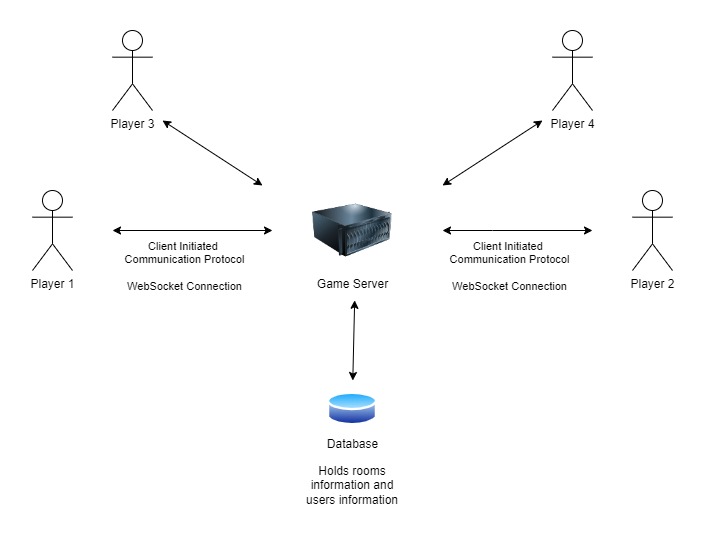 Player 3
Player 4
Client Initiated
Communication Protocol
WebSocket Connection
Client Initiated
Communication Protocol
WebSocket Connection
Player 1
Game Server
Player 2
Database
Holds rooms
information and
users information